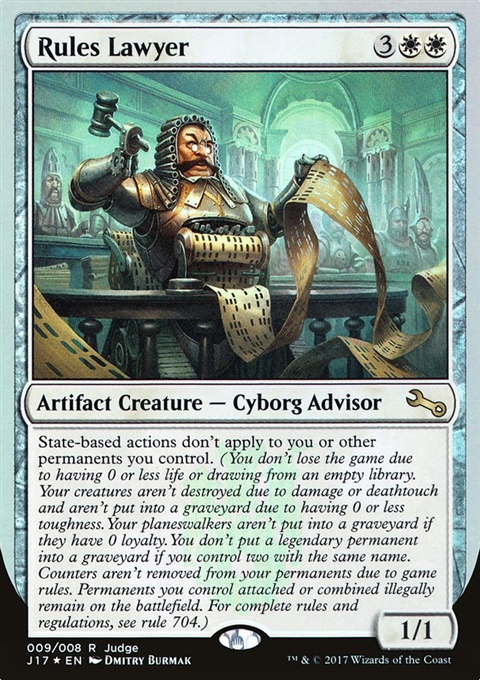 Rules Lawyer 3
Artifact Creature — Cyborg Advisor
State-based actions don't apply to you or other
permanents you control. (You don't lose the game due
to having 0 or less life or drawing from an empty library.
Your creatures aren't destroyed due to damage or deathtouch
and aren't put into a graveyard due to having 0 or less
toughness. Your planeswalkers aren't put into a graveyard if
they have 0 loyalty. You don't put a legendary permanent
into a graveyard if you control two with the same name.
Counters aren't removed from your permanents due to game
rules. Permanents you control attached or combined illegally
remain on the battlefield. For complete rules and
regulations, see rule 704.)
1/1
009/008 R Judge
J17 ★ EN Dmitry Burmak
™ & © 2017 Wizards of the Coast